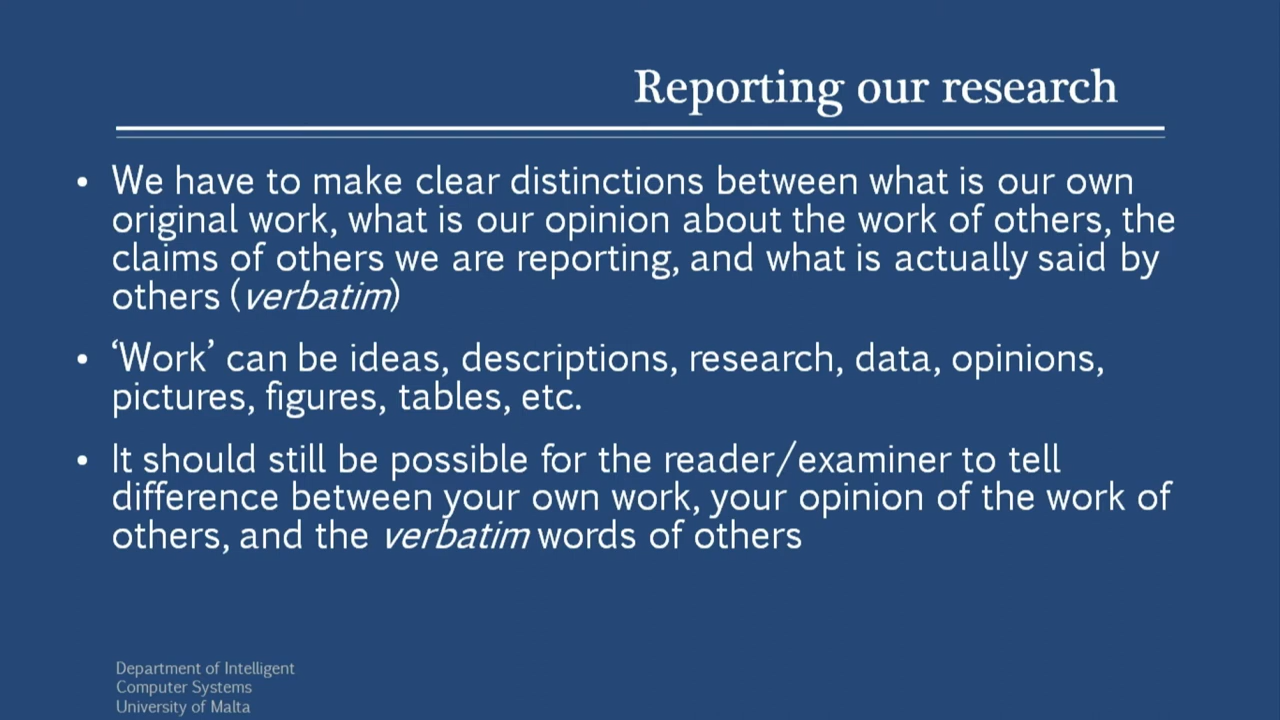 Reporting our research
• We have to make clear distinctions between what is our own
original work, what is our opinion about the work of others, the
claims of others we are reporting, and what is actually said by
others (verbatim)
• ‘Work’ can be ideas, descriptions, research, data, opinions,
pictures, figures, tables, etc.
• It should still be possible for the reader/examiner to tell
difference between your own work, your opinion of the work of
others, and the verbatim words of others
Department of Intelligent
Computer Systems
University of Malta